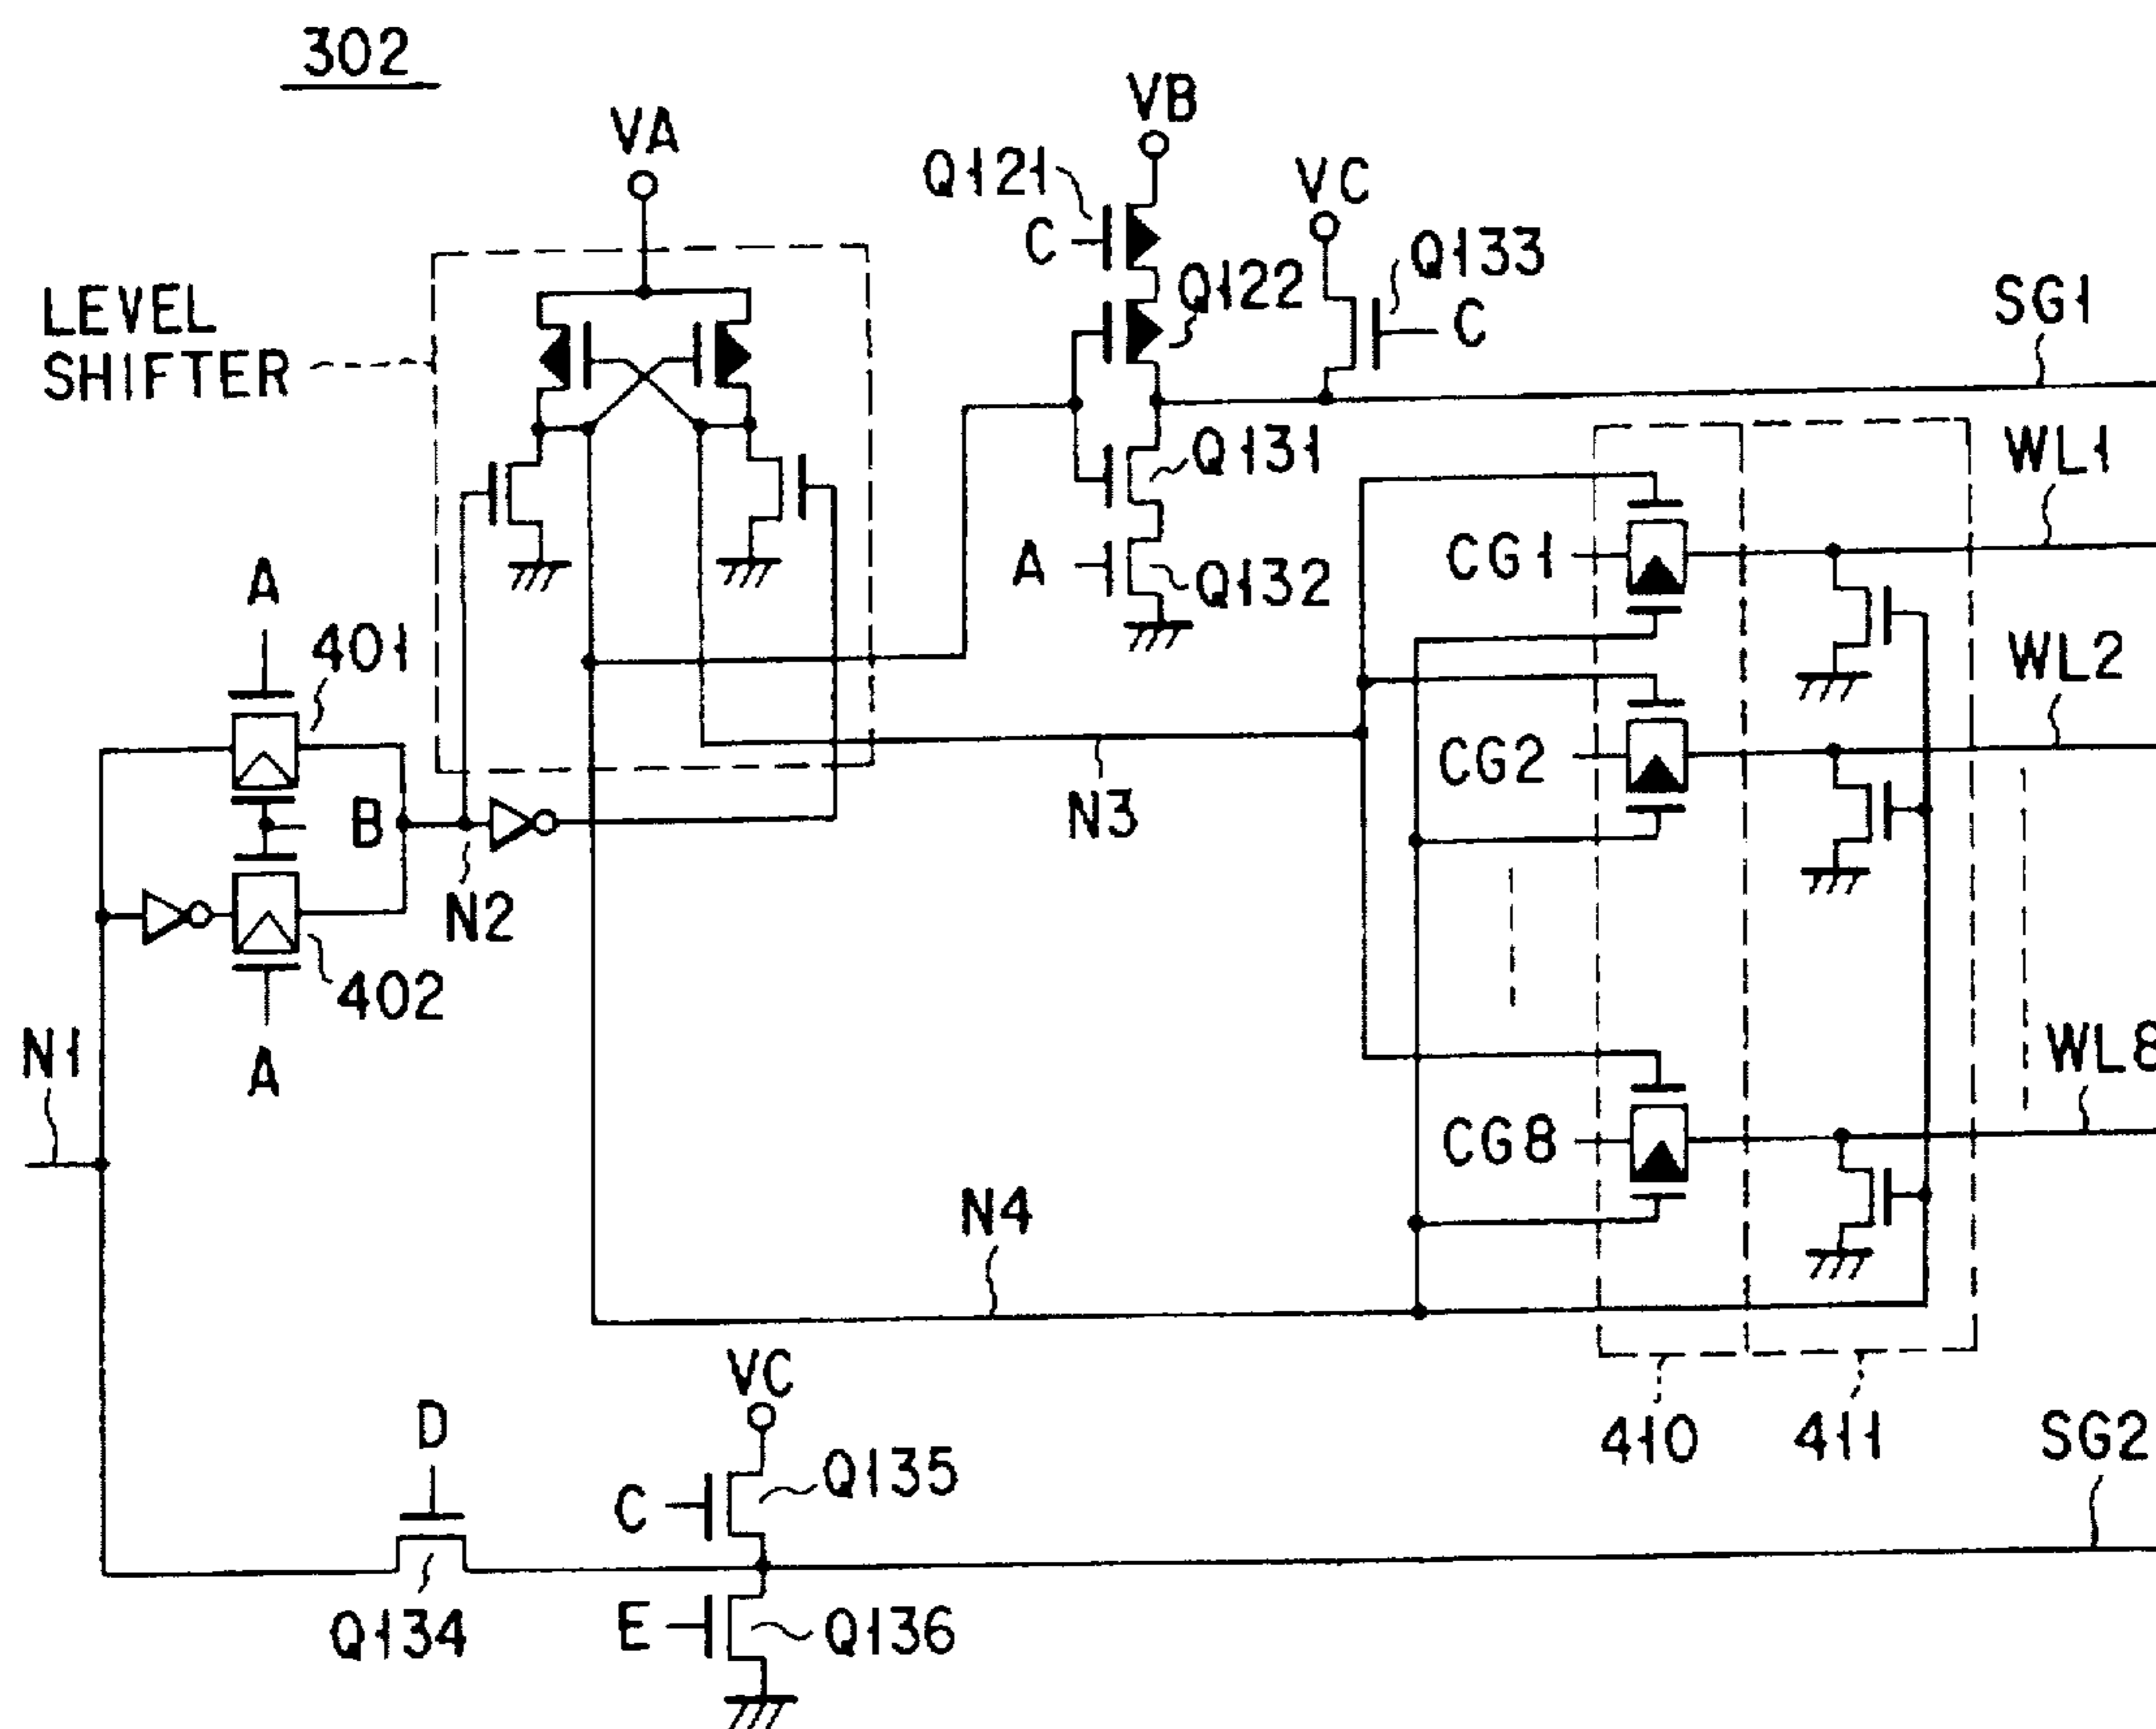 302
VA
VB
Q121
VC
C
Q133
Q122
C
SG1
LEVEL
SHIFTER
Q131
WL1
CG1
A
Q132
A
401
WL2
CG2
B
N3
N2
402
N1
A
WL8
CG8
N4
VC
D
410
411
SG2
Q135
C
E
Q136
Q134